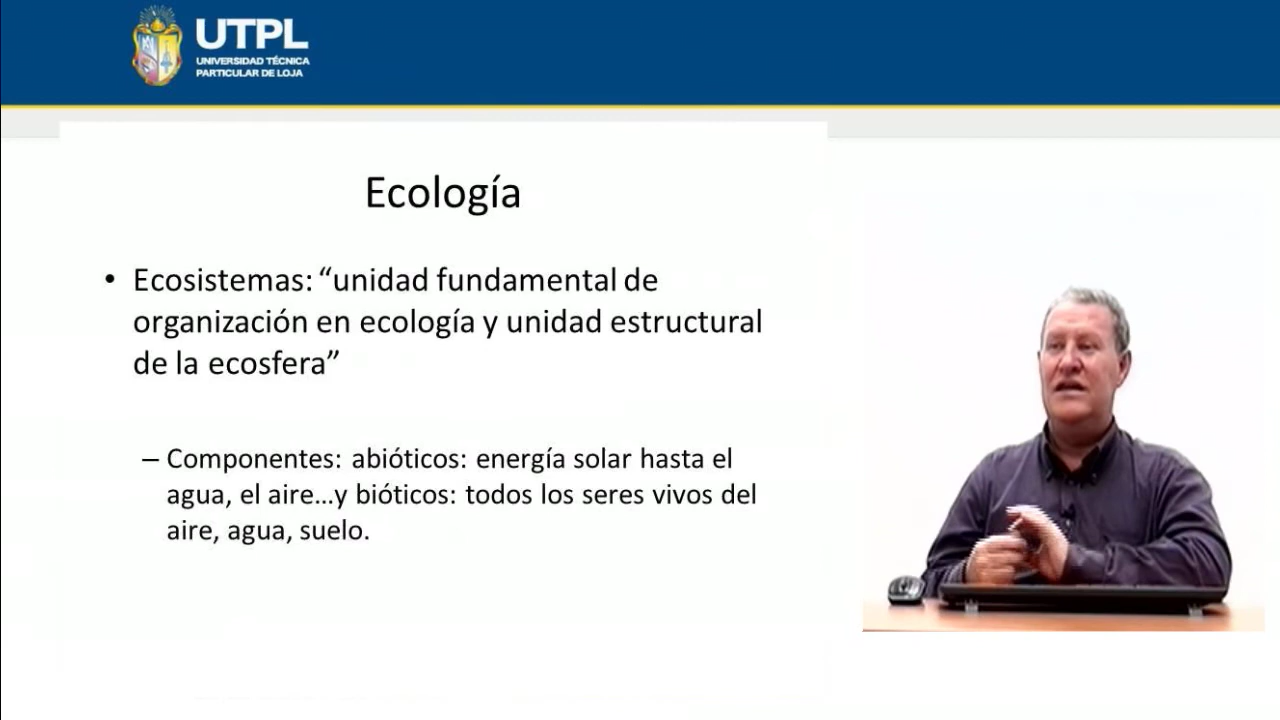 UTPL
UNIVERSIDAD TÉCNICA
PARTICULAR DE LOJA
Ecología
• Ecosistemas: “unidad fundamental de
organización en ecología y unidad estructural
de la ecosfera”
– Componentes: abióticos: energía solar hasta el
agua, el aire...y bióticos: todos los seres vivos del
aire, agua, suelo.